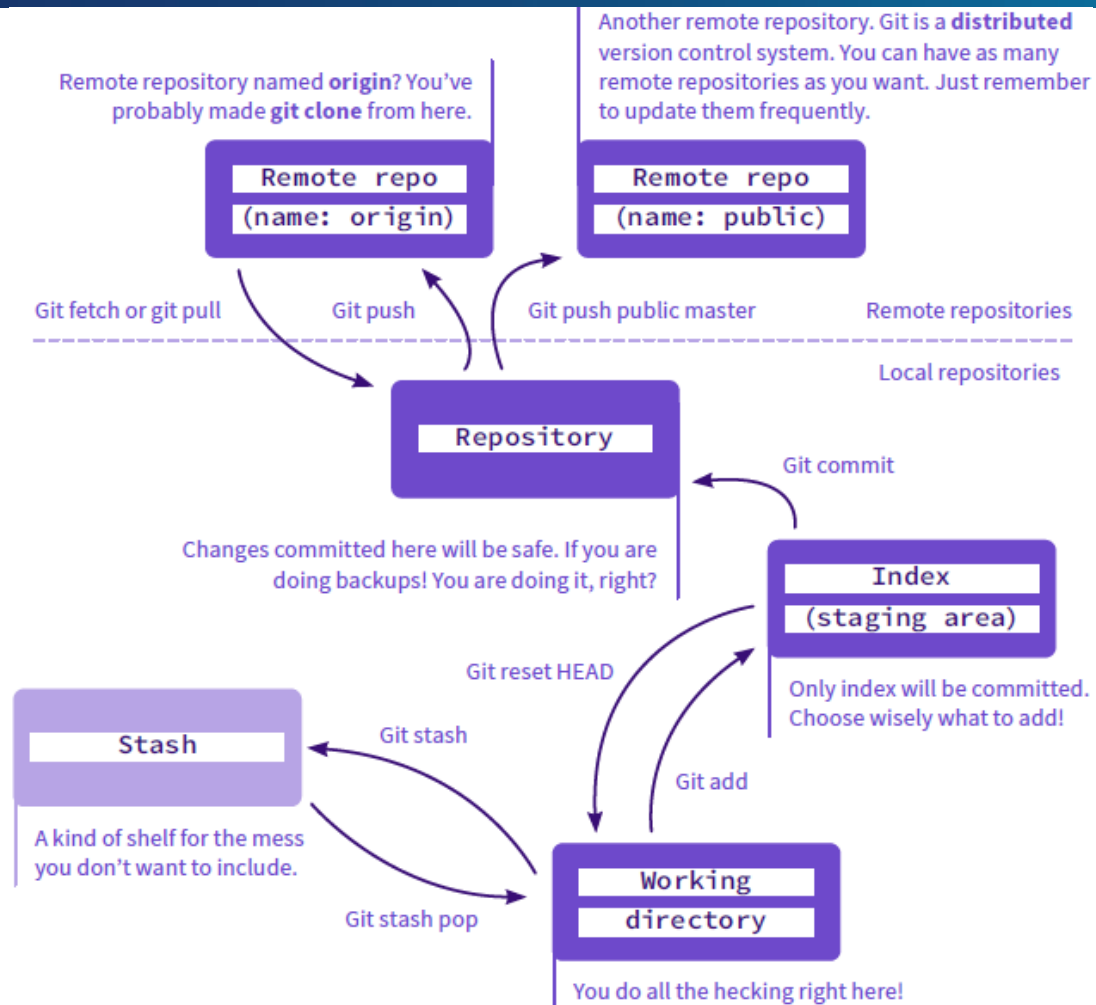 Another remote repository. Git is a distributed
version control system. You can have as many
remote repositories as you want. Just remember
to update them frequently.
Remote repository named origin? You've
probably made git clone from here.
Remote repo
(name: origin)
Remote repo
(name: public)
Git fetch or git pull
Git push
Git push public master
Remote repositories
Local repositories
Repository
Git commit
Changes committed here will be safe. If you are
doing backups! You are doing it, right?
Index
(staging area)
Git reset HEAD
Only index will be committed.
Choose wisely what to add!
Stash
Git stash
Git add
A kind of shelf for the mess
you don't want to include.
Git stash pop
Working
directory
You do all the hecking right here!